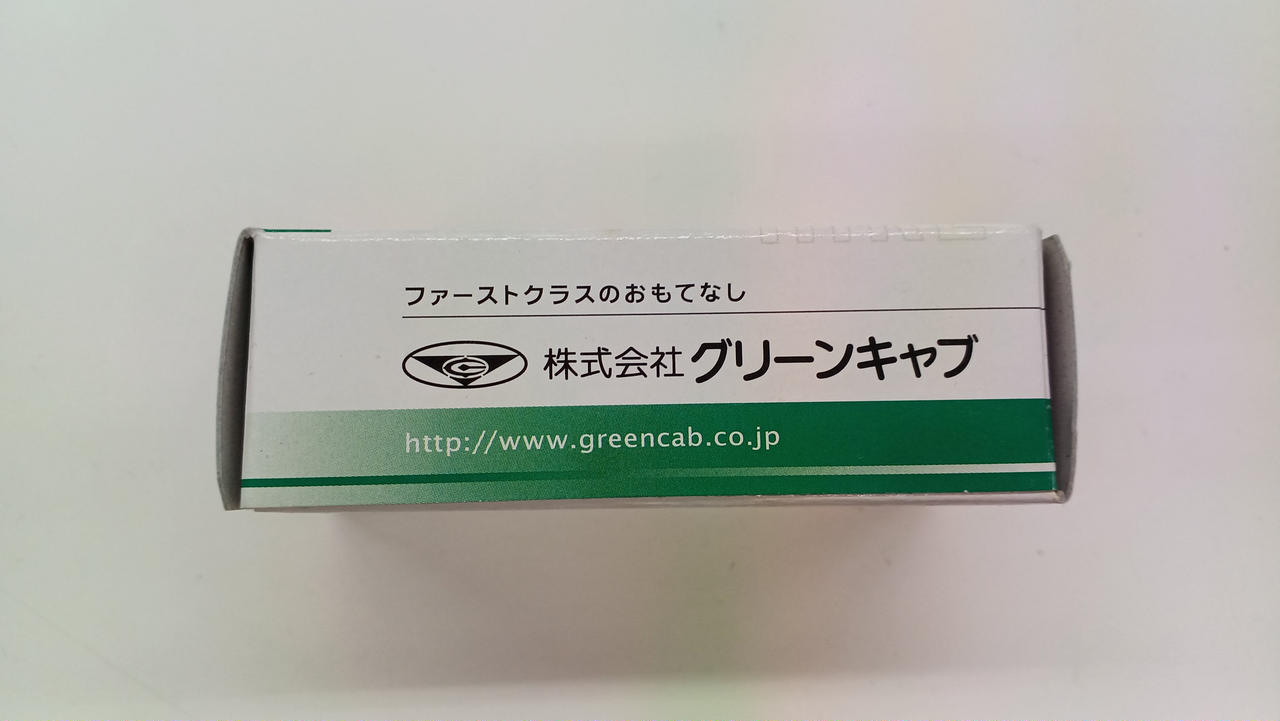 ファーストクラスのおもてなし
株式会社グリーンキャブ
http://www.greencab.co.jp